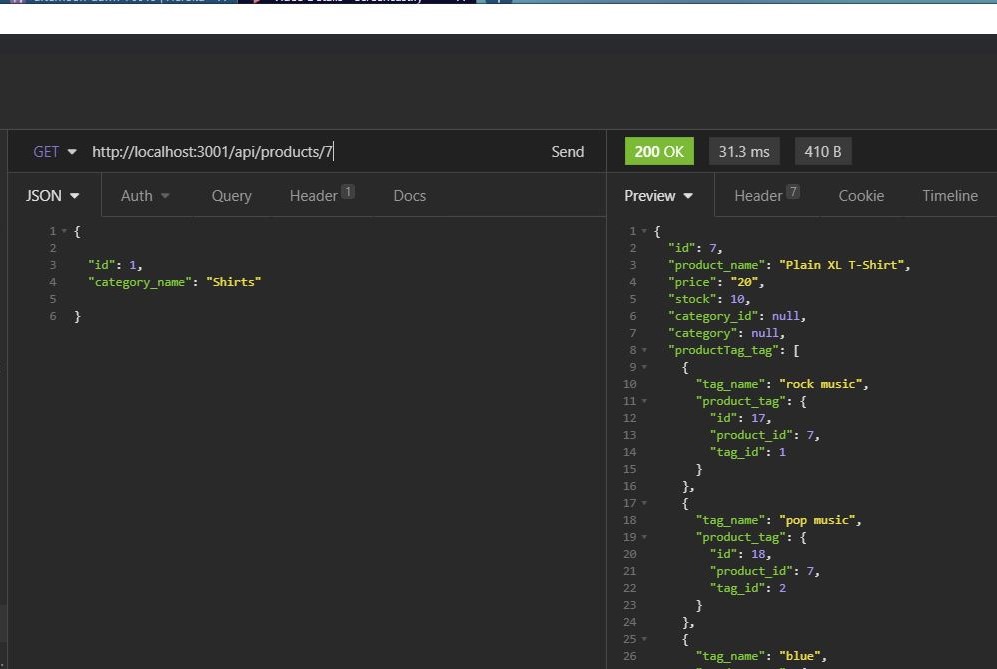 GET http://localhost:3001/api/products/7 Send 200 OK 31.3 ms 410 B
JSON Auth Query Header 1 Docs Preview Header 7 Cookie Timeline
1 {
2
3 "id": 1,
4 "category_name": "Shirts"
5
6 }
1 {
2 "id": 7,
3 "product_name": "Plain XL T-Shirt",
4 "price": "20",
5 "stock": 10,
6 "category_id": null,
7 "category": null,
8 "productTag_tag": [
9 {
10 "tag_name": "rock music",
11 "product_tag": {
12 "id": 17,
13 "product_id": 7,
14 "tag_id": 1
15 }
16 },
17 {
18 "tag_name": "pop music",
19 "product_tag": {
20 "id": 18,
21 "product_id": 7,
22 "tag_id": 2
23 }
24 },
25 {
26 "tag_name": "blue",